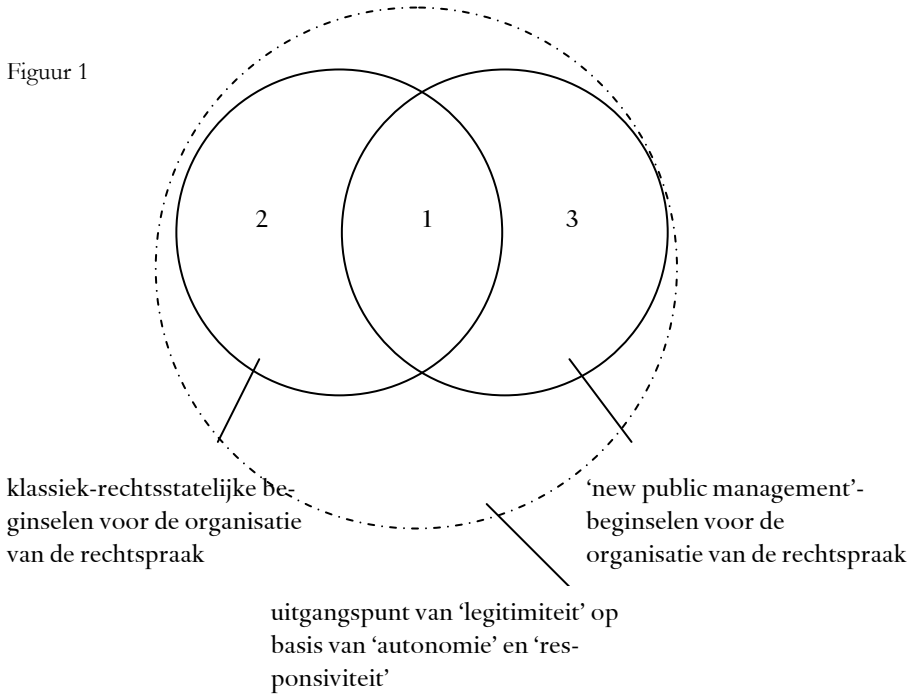 Figuur 1
2
1
3
klassiek-rechtsstatelijke be-
ginselen voor de organisatie
van de rechtspraak
‘new public management’-
beginselen voor de
organisatie van de rechtspraak
uitgangspunt van ‘legitimiteit’ op
basis van ‘autonomie’ en ‘res-
ponsiviteit’